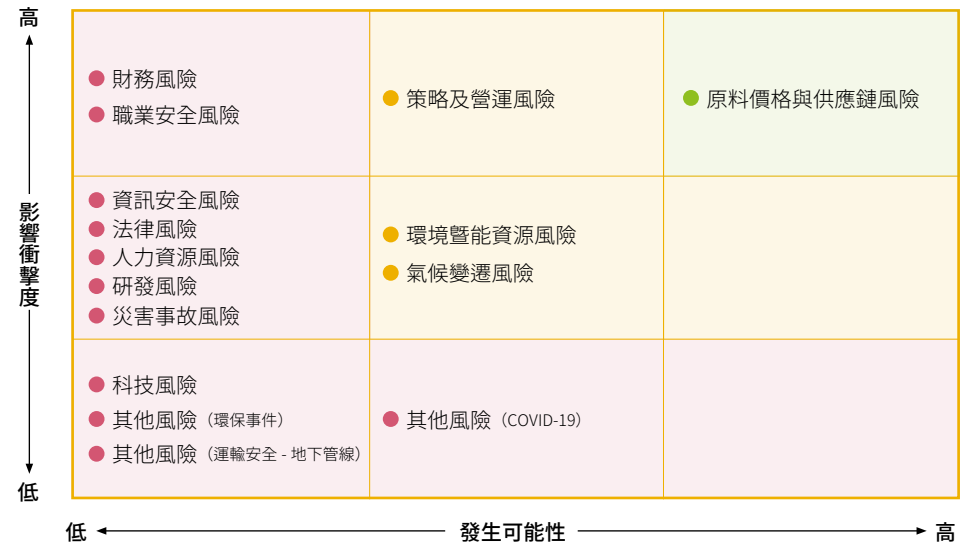 高
財務風險
職業安全風險
策略及營運風險
原料價格與供應鏈風險
影響衝擊度
資訊安全風險
法律風險
人力資源風險
研發風險
災害事故風險
環境暨能資源風險
氣候變遷風險
科技風險
其他風險（環保事件）
其他風險（運輸安全 - 地下管線）
其他風險（COVID-19）
低
低
發生可能性
高